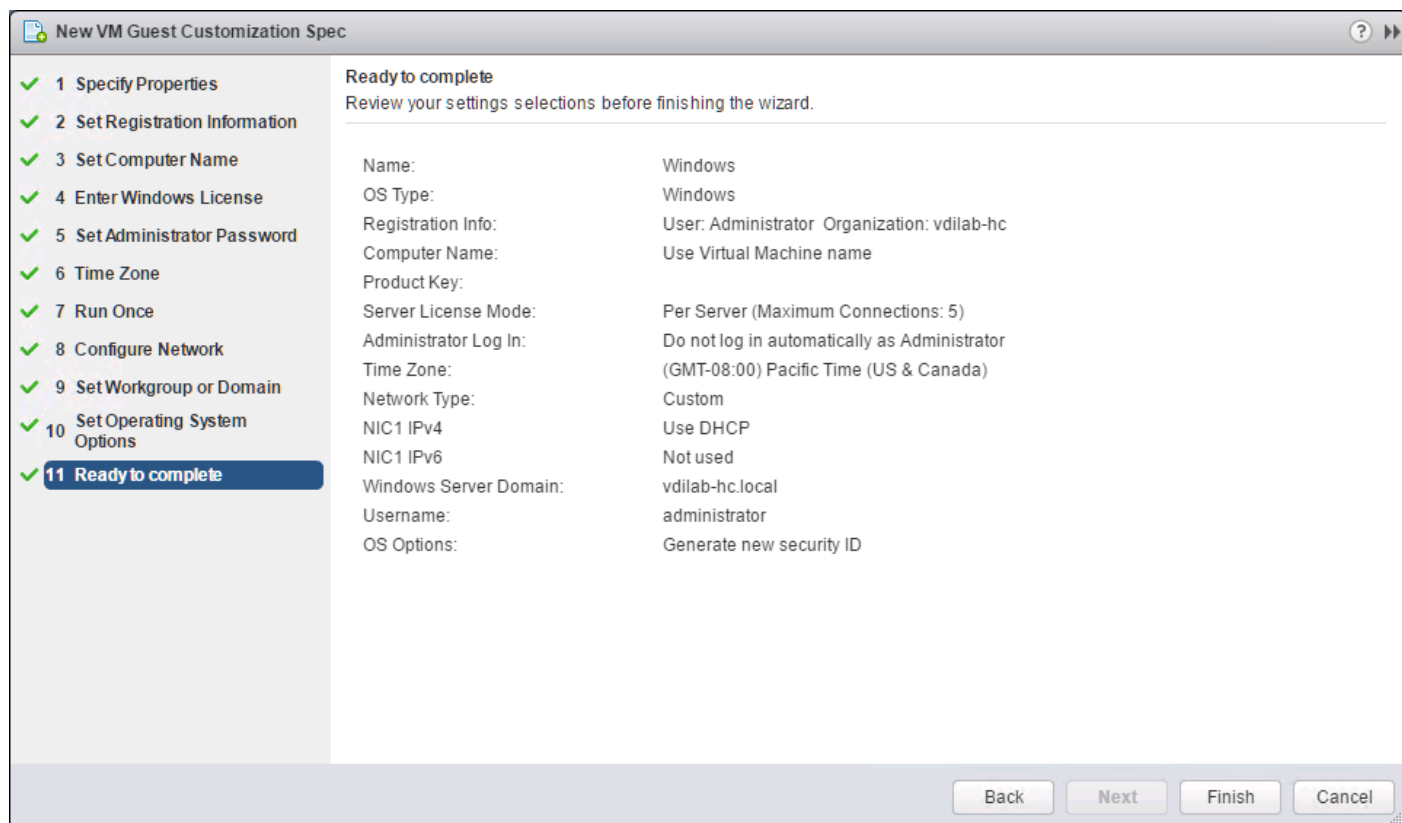 New VM Guest Customization Spec
1 Specify Properties
2 Set Registration Information
3 Set Computer Name
4 Enter Windows License
5 Set Administrator Password
6 Time Zone
7 Run Once
8 Configure Network
9 Set Workgroup or Domain
10 Set Operating System
Options
11 Ready to complete
Ready to complete
Review your settings selections before finishing the wizard.
Name: Windows
OS Type: Windows
Registration Info: User: Administrator Organization: vdilab-hc
Computer Name: Use Virtual Machine name
Product Key:
Server License Mode: Per Server (Maximum Connections: 5)
Administrator Log In: Do not log in automatically as Administrator
Time Zone: (GMT-08:00) Pacific Time (US & Canada)
Network Type: Custom
NIC1 IPv4 Use DHCP
NIC1 IPv6 Not used
Windows Server Domain: vdilab-hc.local
Username: administrator
OS Options: Generate new security ID
Back Next Finish Cancel